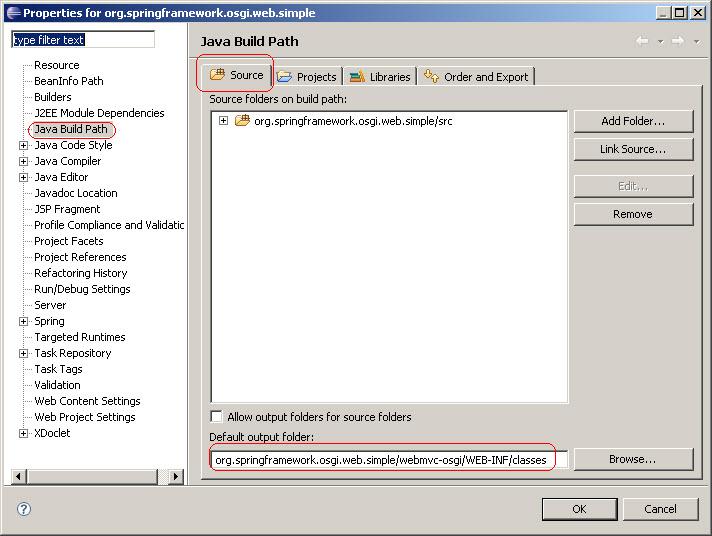 Properties for org.springframework.osgi.web.simple
type filter text
Resource
BeanInfo Path
Builders
J2EE Module Dependencies
Java Build Path
Java Code Style
Java Compiler
Java Editor
Javadoc Location
JSP Fragment
Profile Compliance and Validatic
Project Facets
Project References
Refactoring History
Run/Debug Settings
Server
Spring
Targeted Runtimes
Task Repository
Task Tags
Validation
Web Content Settings
Web Project Settings
XDoclet
Java Build Path
Source Projects Libraries Order and Export
Source folders on build path:
org.springframework.osgi.web.simple/src
Add Folder...
Link Source...
Edit...
Remove
Allow output folders for source folders
Default output folder:
org.springframework.osgi.web.simple/webmvc-osgi/WEB-INF/classes
Browse...
?
OK Cancel